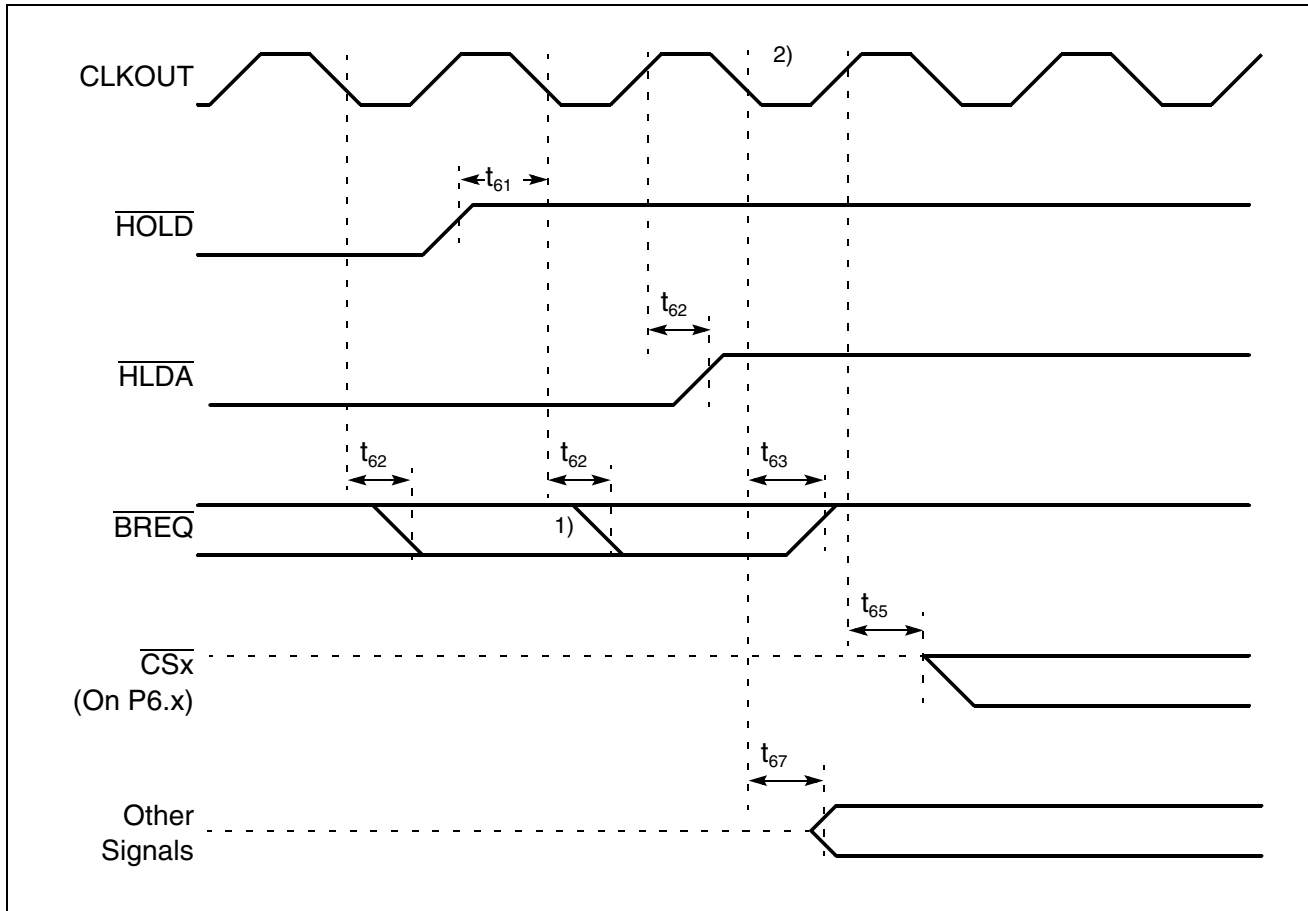 2)
CLKOUT
t61
HOLD
t62
HLDA
t62
t62
t63
BREQ
1)
t65
CSx
(On P6.x)
t67
Other
Signals